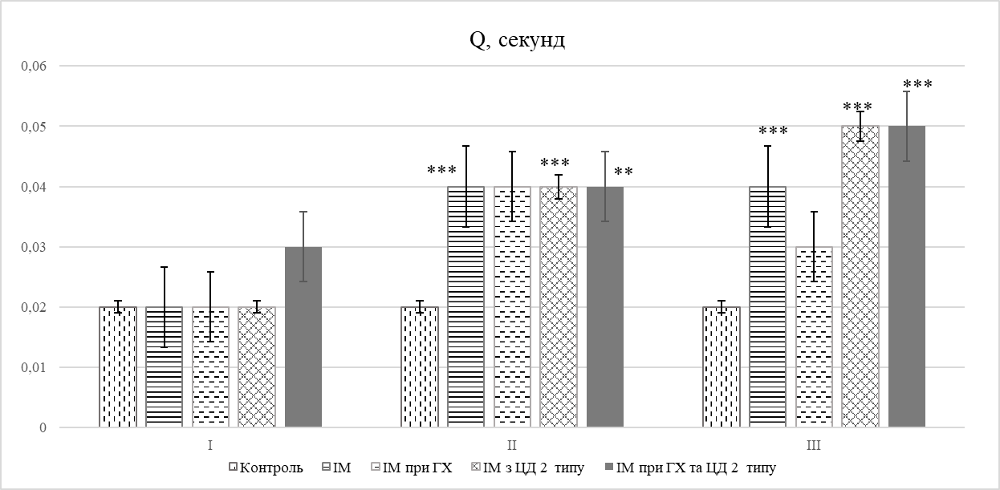 Q, секунд
0,06
***
***
0,05
***
***
***
**
0,04
0,03
0,02
0,01
0
I
II
III
Контроль
ІМ
ІМ при ГХ
ІМ з ЦД 2 типу
ІМ при ГХ та ЦД 2 типу